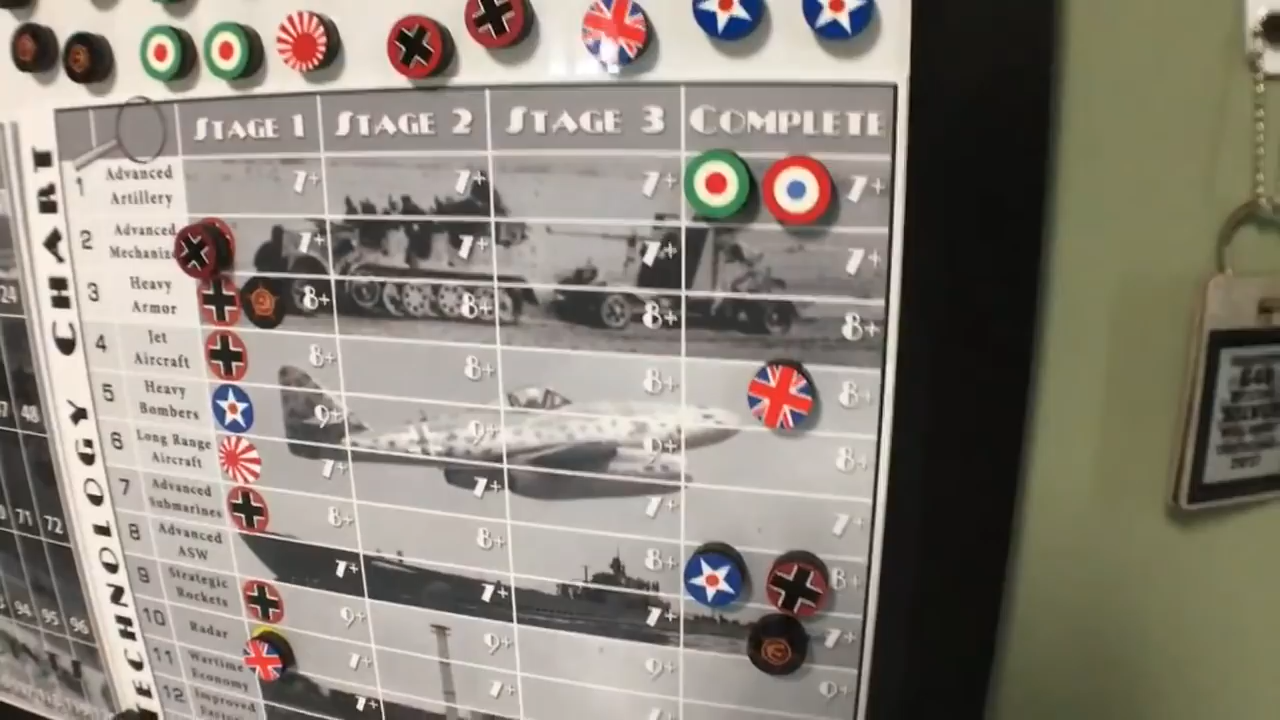 STAGE 1 STAGE 2 STAGE 3 COMPLETE
TECHNOLOGY CHART
1 Advanced Artillery 7+ 7+ 7+ 7+
2 Advanced Mechaniz 7+ 7+ 7+ 7+
3 Heavy Armor 8+ 8+ 8+ 8+
4 Jet Aircraft 8+ 8+ 8+ 8+
5 Heavy Bombers 9+ 9+ 9+ 8+
6 Long Range Aircraft 7+ 7+ 7+ 7+
7 Advanced Submarines 8+ 8+ 8+ 8+
8 Advanced ASW 7+ 7+ 7+ 7+
9 Strategic Rockets 9+ 9+ 9+ 9+
10 Radar 7+ 7+
11 Wartime Economy 7+
12 Improved
24
48
71 72
94 95 96